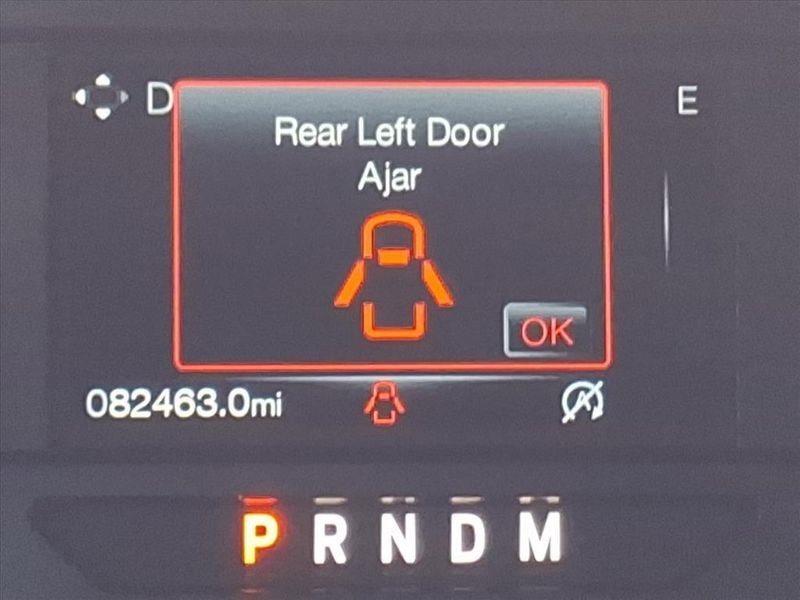 D
E
Rear Left Door
Ajar
OK
082463.0mi
A
P R N D M